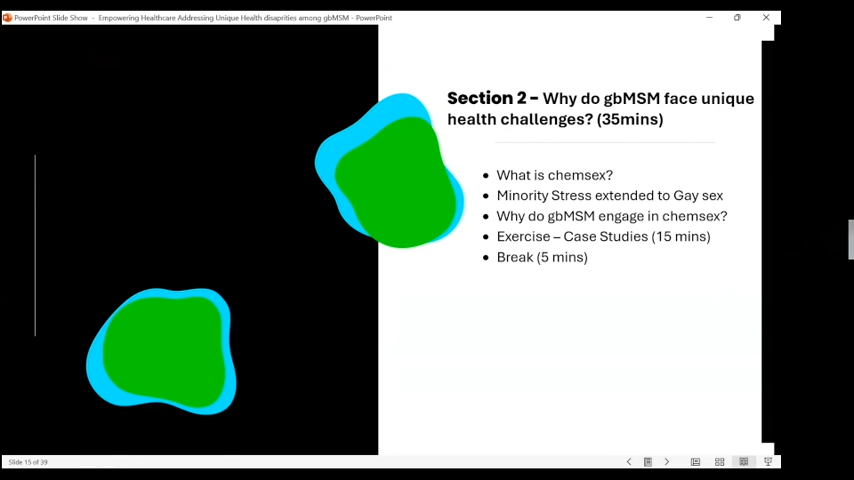 PowerPoint Slide Show - Empowering Healthcare Addressing Unique Health disaprities among gbMSM - PowerPoint
Section 2 – Why do gbMSM face unique
health challenges? (35mins)
• What is chemsex?
• Minority Stress extended to Gay sex
• Why do gbMSM engage in chemsex?
• Exercise – Case Studies (15 mins)
• Break (5 mins)
Slide 15 of 39